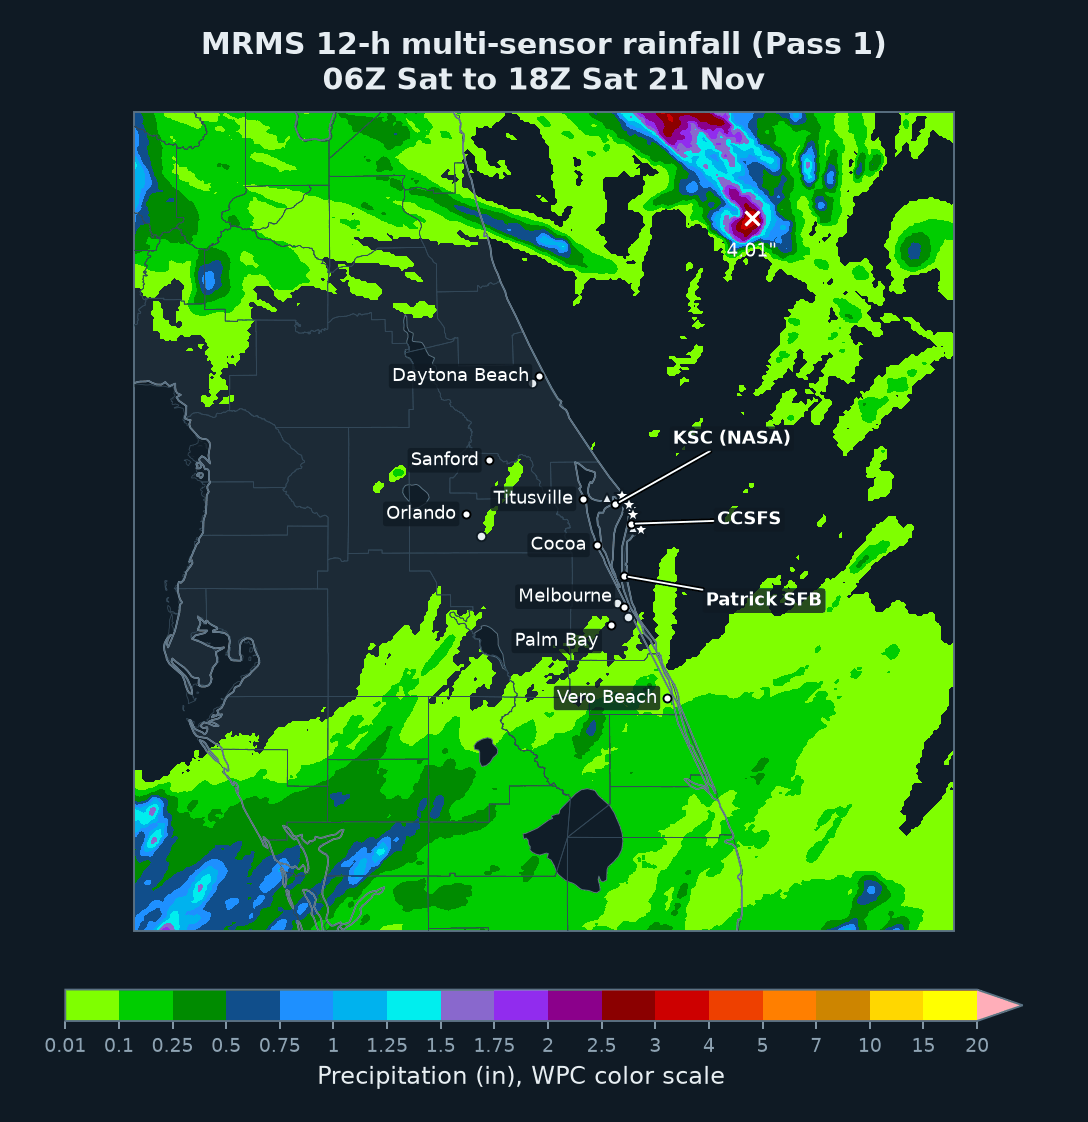 MRMS 12-h multi-sensor rainfall (Pass 1)
06Z Sat to 18Z Sat 21 Nov
4.01"
Daytona Beach
KSC (NASA)
Sanford
Titusville
Orlando
CCSFS
Cocoa
Melbourne
Patrick SFB
Palm Bay
Vero Beach
0.01 0.1 0.25 0.5 0.75 1 1.25 1.5 1.75 2 2.5 3 4 5 7 10 15 20
Precipitation (in), WPC color scale